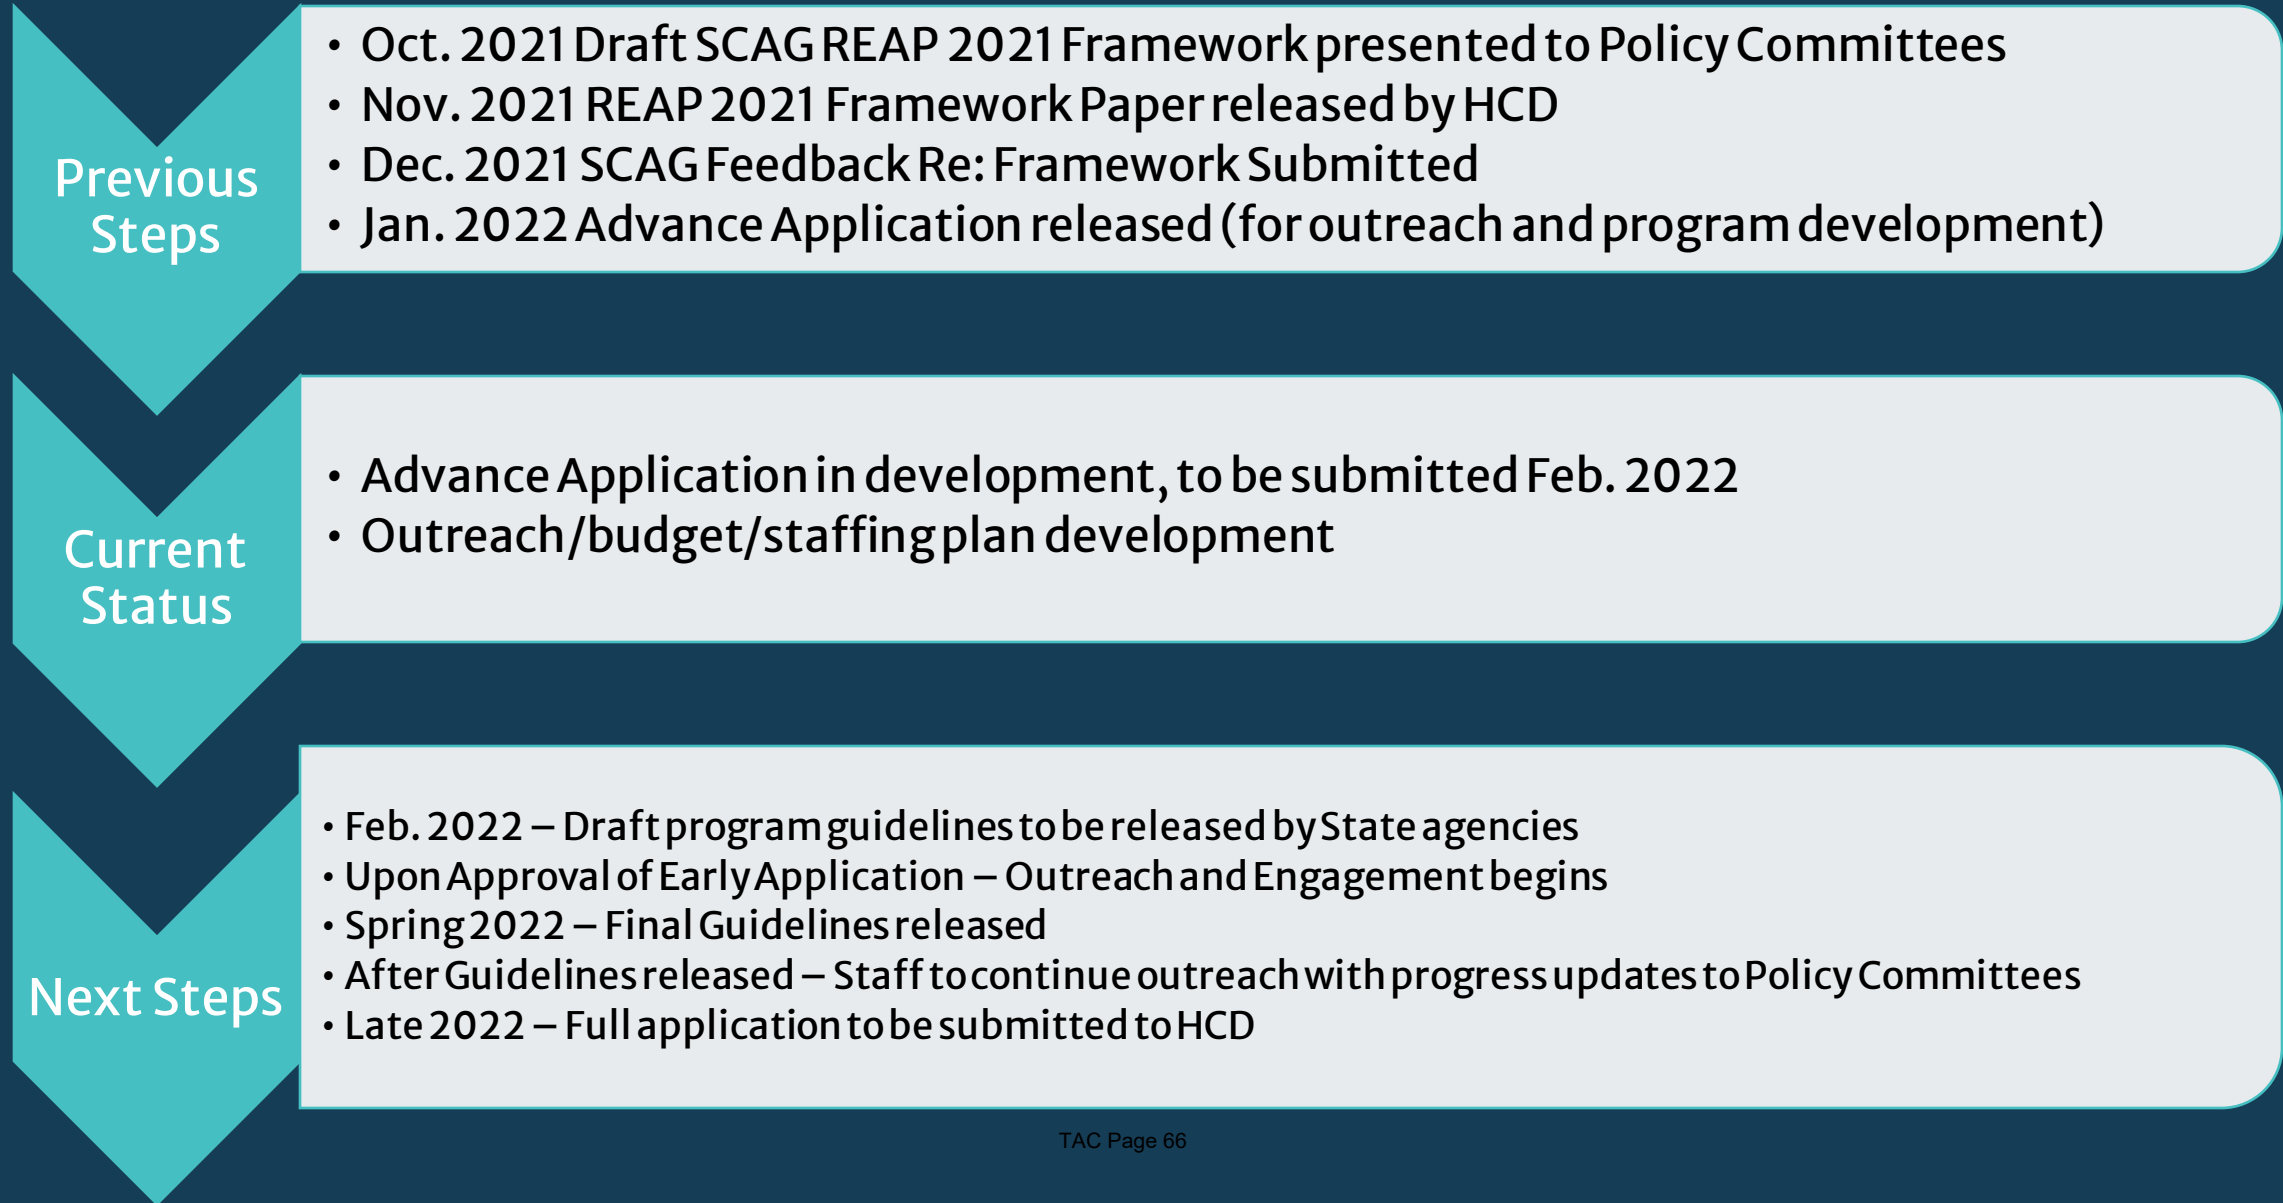 Previous
Steps
• Oct. 2021 Draft SCAG REAP 2021 Framework presented to Policy Committees
• Nov. 2021 REAP 2021 Framework Paper released by HCD
• Dec. 2021 SCAG Feedback Re: Framework Submitted
• Jan. 2022 Advance Application released (for outreach and program development)
Current
Status
• Advance Application in development, to be submitted Feb. 2022
• Outreach/budget/staffing plan development
Next Steps
• Feb. 2022 – Draft program guidelines to be released by State agencies
• Upon Approval of Early Application – Outreach and Engagement begins
• Spring 2022 – Final Guidelines released
• After Guidelines released – Staff to continue outreach with progress updates to Policy Committees
• Late 2022 – Full application to be submitted to HCD
TAC Page 66